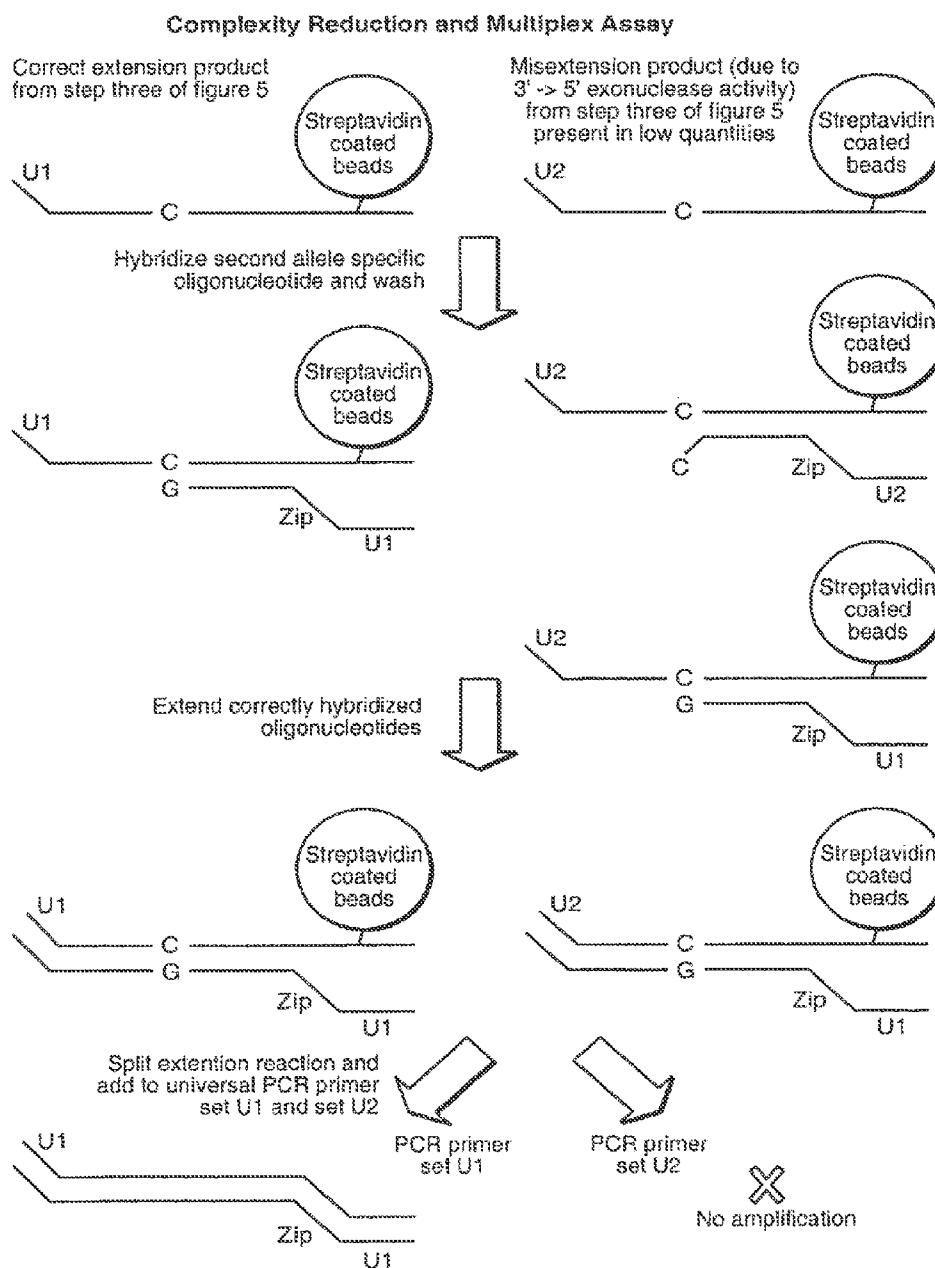 Complexity Reduction and Multiplex Assay
Correct extension product
from step three of figure 5
Misextension product (due to
3' -> 5' exonuclease activity)
from step three of figure 5
present in low quantities
Streptavidin
coated
beads
U1
C
Streptavidin
coated
beads
U2
C
Hybridize second allele specific
oligonucleotide and wash
Streptavidin
coated
beads
U1
C
G
Zip
U1
Streptavidin
coated
beads
U2
C
C
Zip
U2
Streptavidin
coated
beads
U2
C
G
Zip
U1
Extend correctly hybridized
oligonucleotides
Streptavidin
coated
beads
U1
C
G
Zip
U1
Streptavidin
coated
beads
U2
C
G
Zip
U1
Split extention reaction and
add to universal PCR primer
set U1 and set U2
PCR primer
set U1
PCR primer
set U2
No amplification
U1
Zip
U1